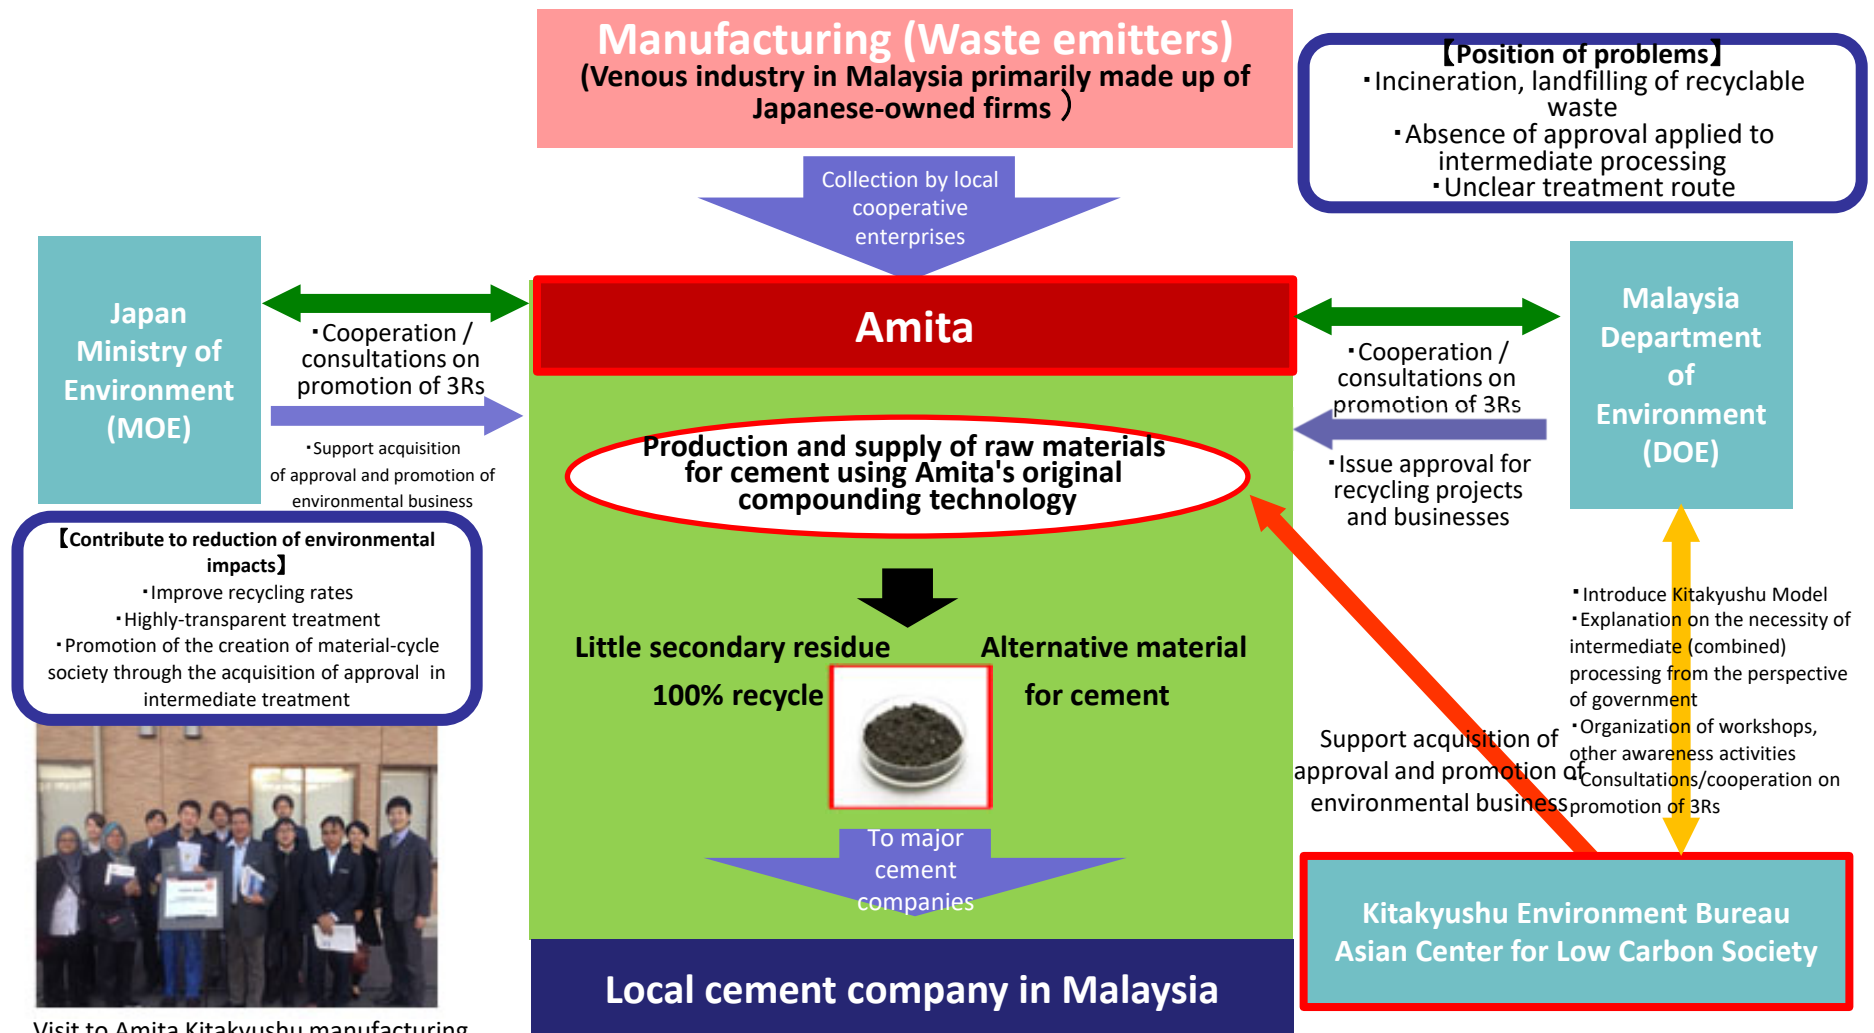 Manufacturing (Waste emitters)
(Venous industry in Malaysia primarily made up of
Japanese-owned firms ）
【Position of problems】
・Incineration, landfilling of recyclable
waste
・Absence of approval applied to
intermediate processing
・Unclear treatment route
Collection by local
cooperative
enterprises
Japan
Ministry of
Environment
(MOE)
・Cooperation /
consultations on
promotion of 3Rs
・Support acquisition
of approval and promotion of
environmental business
Amita
・Cooperation /
consultations on
promotion of 3Rs
・Issue approval for
recycling projects
and businesses
Malaysia
Department
of
Environment
(DOE)
Production and supply of raw materials
for cement using Amita's original
compounding technology
【Contribute to reduction of environmental
impacts】
・Improve recycling rates
・Highly-transparent treatment
・Promotion of the creation of material-cycle
society through the acquisition of approval in
intermediate treatment
Little secondary residue
100% recycle
Alternative material
for cement
・Introduce Kitakyushu Model
・Explanation on the necessity of
intermediate (combined)
processing from the perspective
of government
・Organization of workshops,
other awareness activities
・Consultations/cooperation on
promotion of 3Rs
Support acquisition of
approval and promotion of
environmental business
To major
cement
companies
Kitakyushu Environment Bureau
Asian Center for Low Carbon Society
Local cement company in Malaysia
Visit to Amita Kitakyushu manufacturing